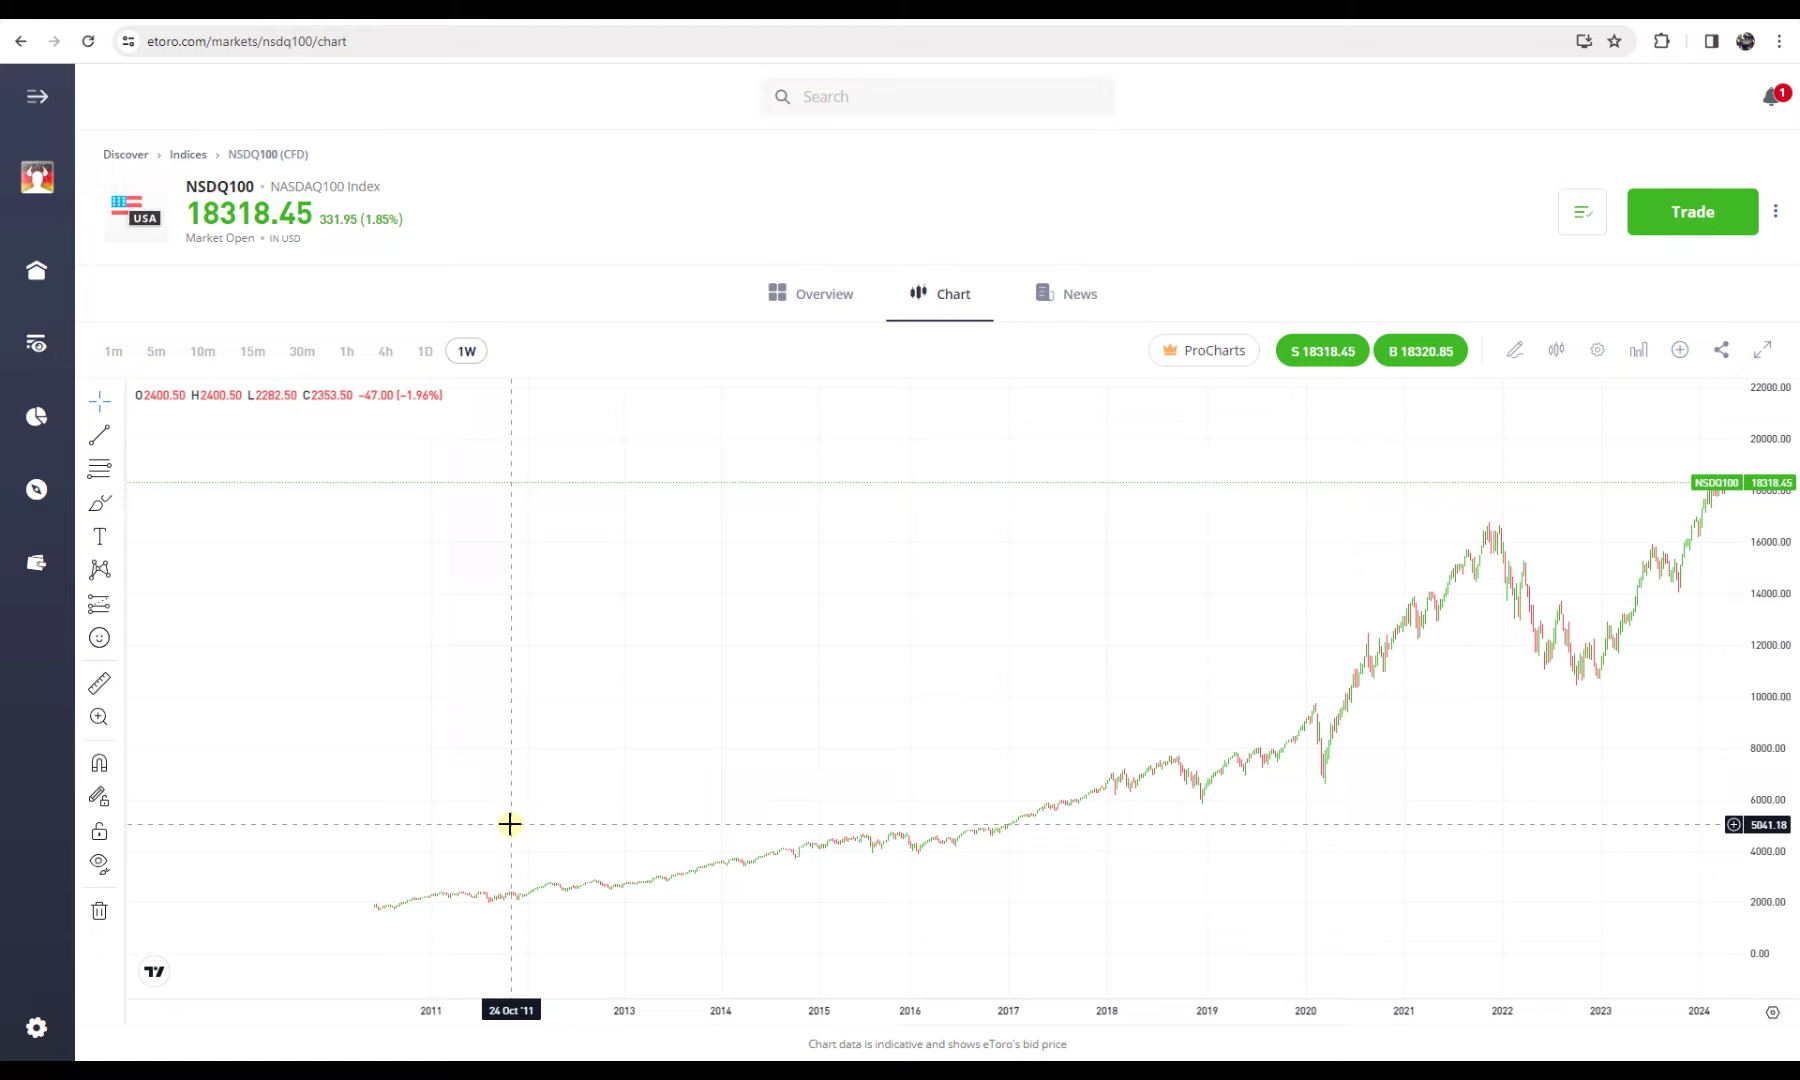 etoro.com/markets/nsdq100/chart
Search
1
Discover › Indices › NSDQ100 (CFD)
NSDQ100 • NASDAQ100 Index
USA
18318.45 331.95 (1.85%)
Market Open • IN USD
Trade
Overview Chart News
1m 5m 10m 15m 30m 1h 4h 1D 1W
ProCharts S 18318.45 B 18320.85
O2400.50 H2400.50 L2282.50 C2353.50 −47.00 (−1.96%)
22000.00
20000.00
NSDQ100 18318.45
18000.00
16000.00
14000.00
12000.00
10000.00
8000.00
6000.00
5041.18
4000.00
2000.00
0.00
2011 24 Oct '11 2013 2014 2015 2016 2017 2018 2019 2020 2021 2022 2023 2024
Chart data is indicative and shows eToro's bid price